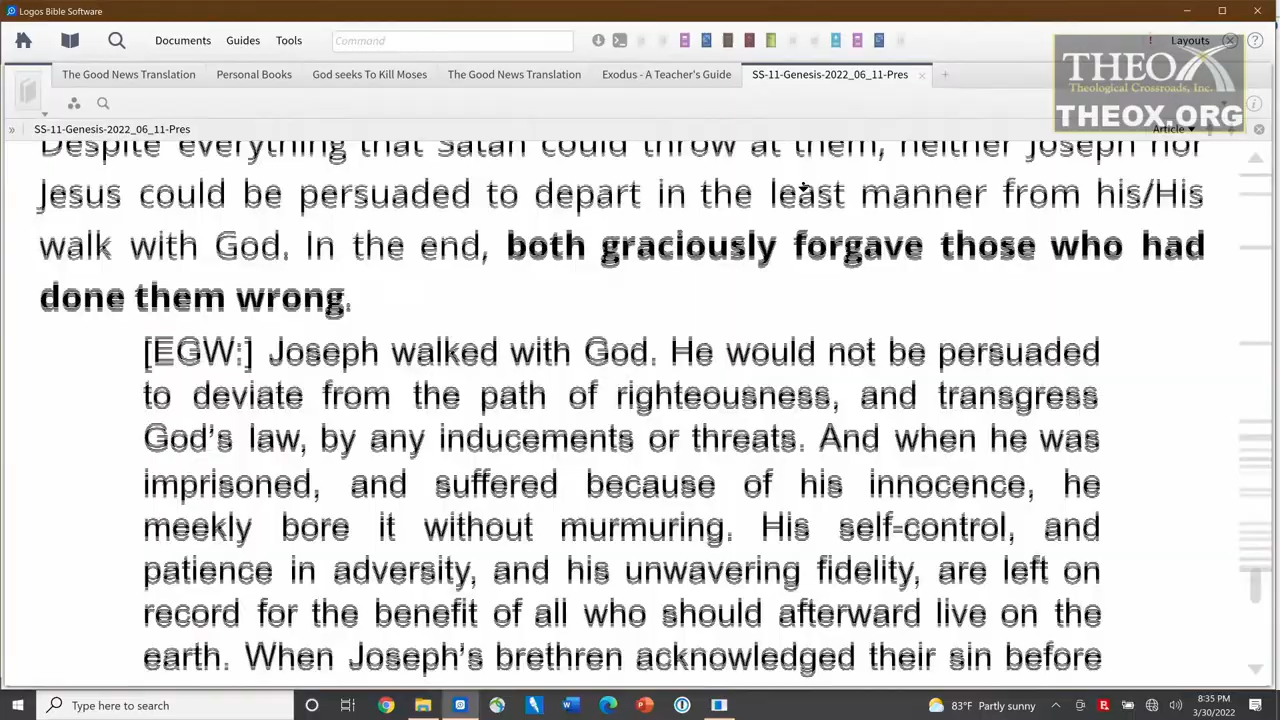 Logos Bible Software
Documents Guides Tools Command Layouts
THEOX
Theological Crossroads, Inc.
THEOX.ORG
The Good News Translation Personal Books God seeks To Kill Moses The Good News Translation Exodus - A Teacher's Guide SS-11-Genesis-2022_06_11-Pres
SS-11-Genesis-2022_06_11-Pres Article
Despite everything that Satan could throw at them, neither Joseph nor
Jesus could be persuaded to depart in the least manner from his/His
walk with God. In the end, both graciously forgave those who had
done them wrong.
[EGW:] Joseph walked with God. He would not be persuaded
to deviate from the path of righteousness, and transgress
God's law, by any inducements or threats. And when he was
imprisoned, and suffered because of his innocence, he
meekly bore it without murmuring. His self-control, and
patience in adversity, and his unwavering fidelity, are left on
record for the benefit of all who should afterward live on the
earth. When Joseph's brethren acknowledged their sin before
Type here to search 83°F Partly sunny 8:35 PM
3/30/2022